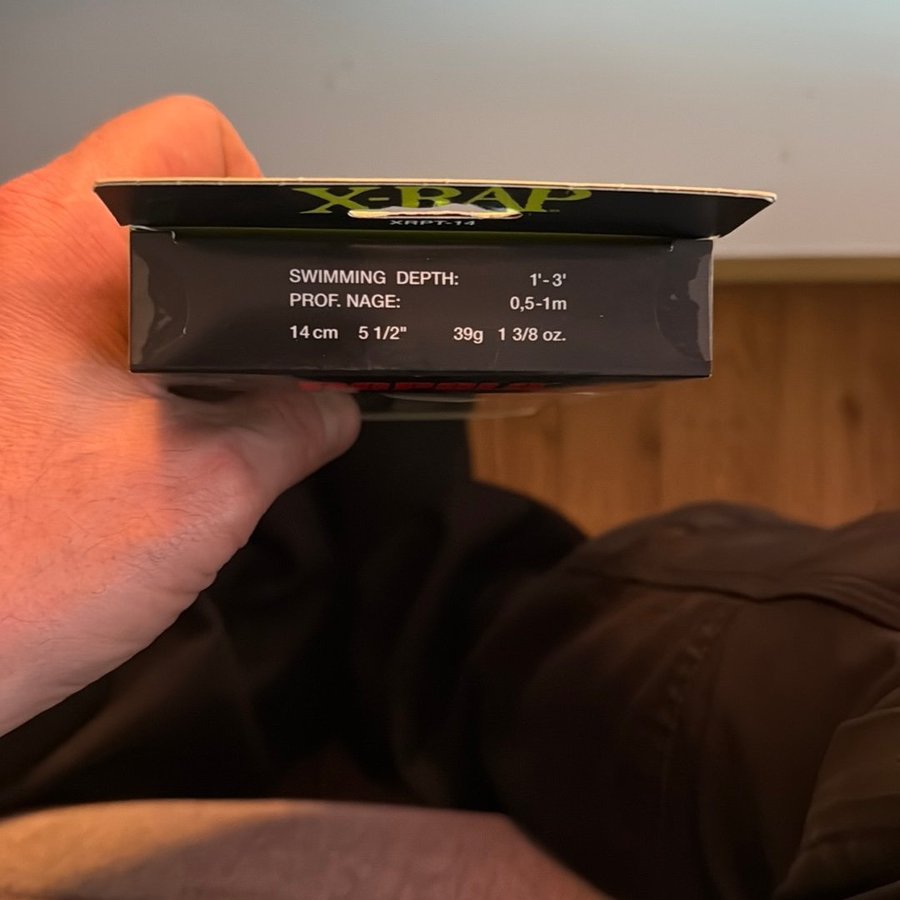 X-RAP
XRPT-14
SWIMMING DEPTH: 1'-3'
PROF. NAGE: 0,5-1m
14cm 5 1/2" 39g 1 3/8 oz.